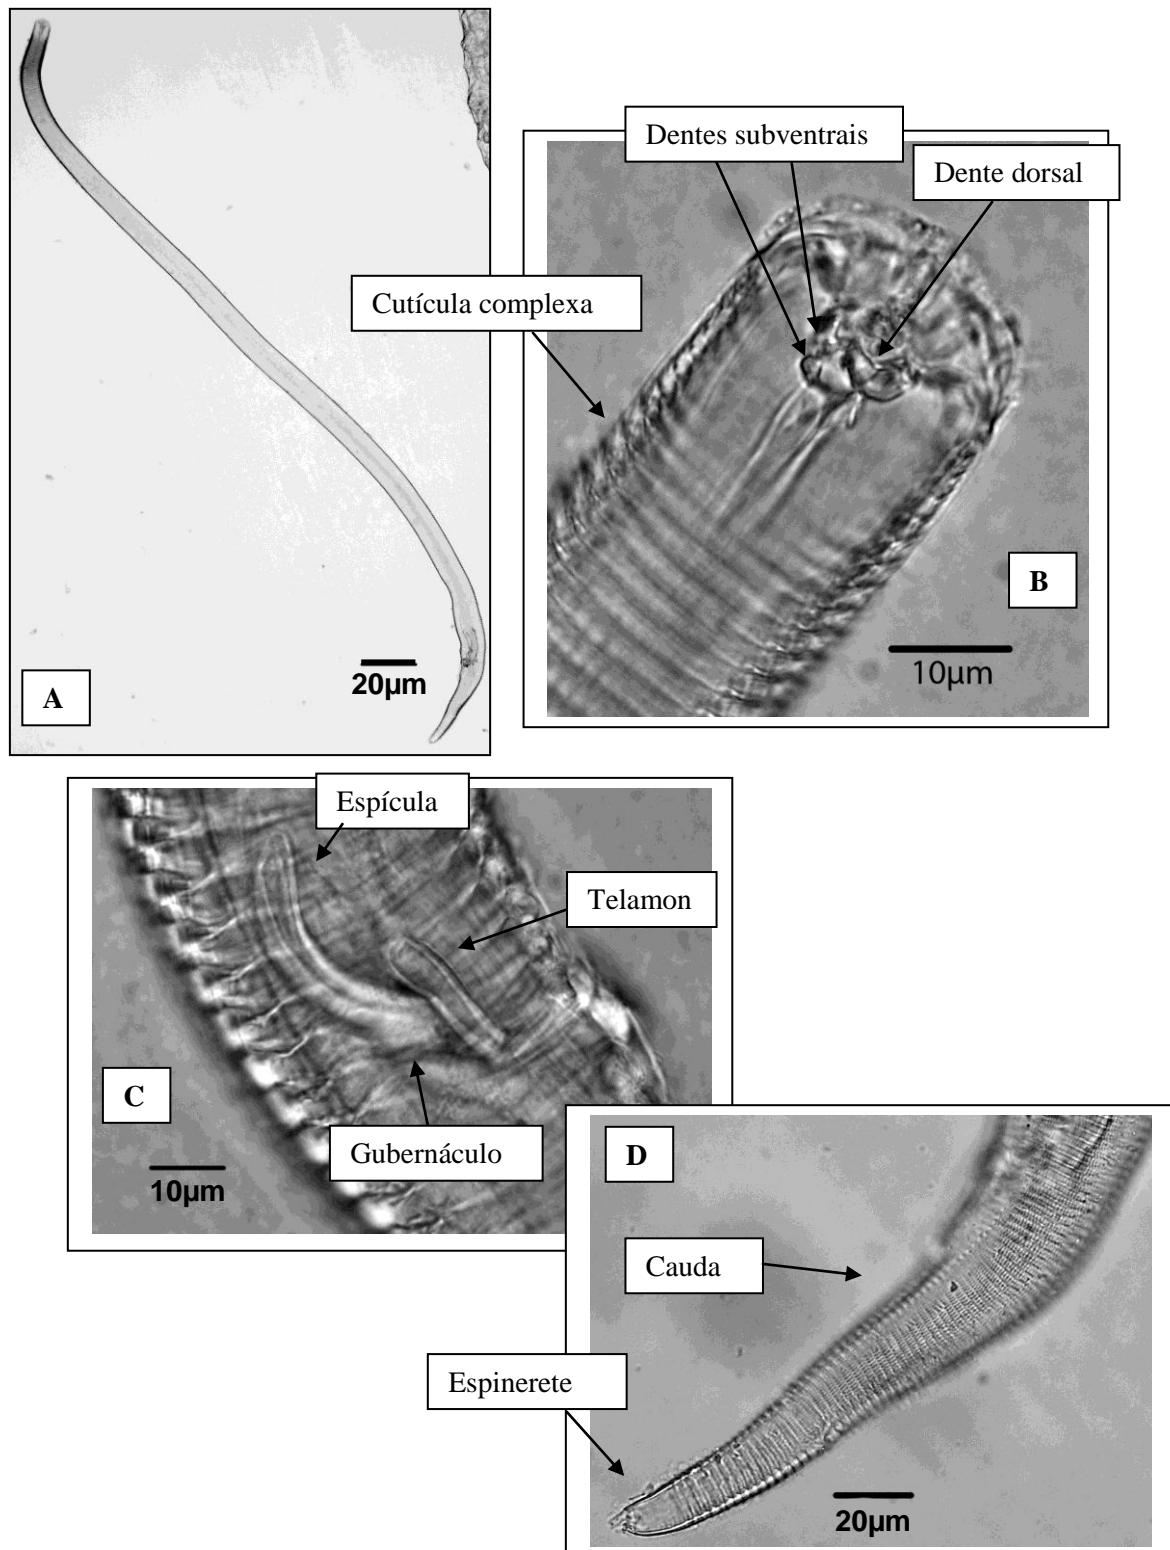 A
20µm
Dentes subventrais
Dente dorsal
Cutícula complexa
B
10µm
Espícula
Telamon
C
Gubernáculo
10µm
D
Cauda
Espinerete
20µm